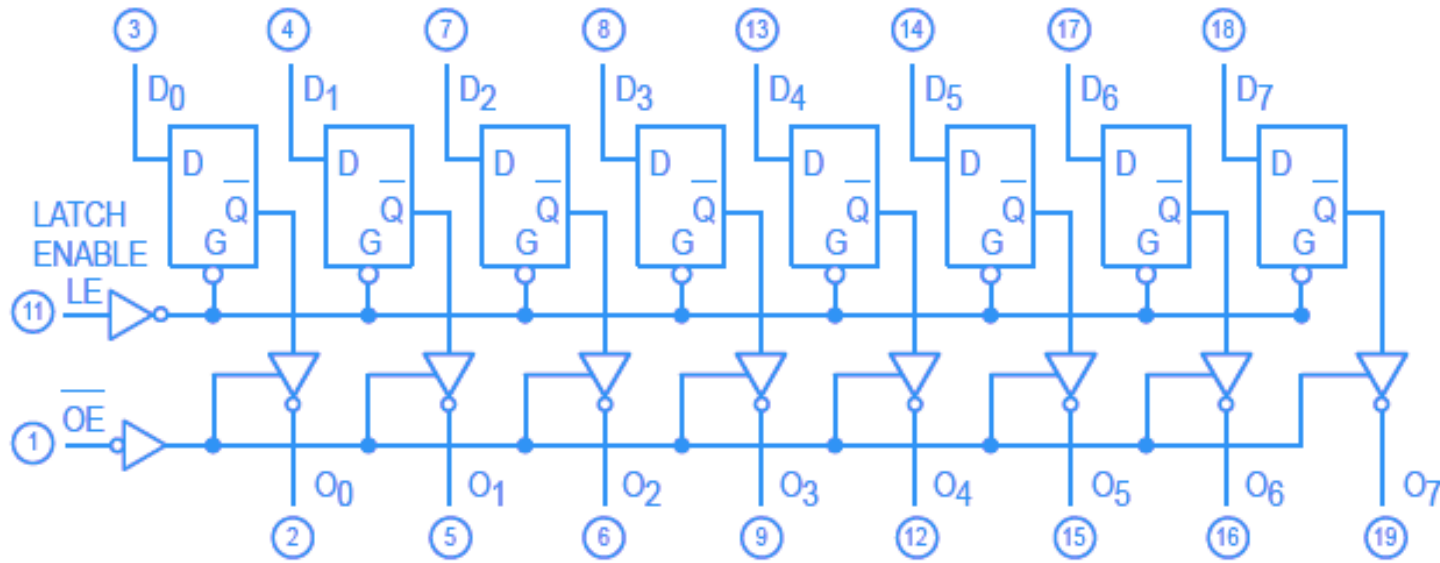 3 4 7 8 13 14 17 18
D0 D1 D2 D3 D4 D5 D6 D7
D D D D D D D D
Q Q Q Q Q Q Q Q
LATCH
G G G G G G G G
ENABLE
LE
11
OE
1
O0 O1 O2 O3 O4 O5 O6 O7
2 5 6 9 12 15 16 19